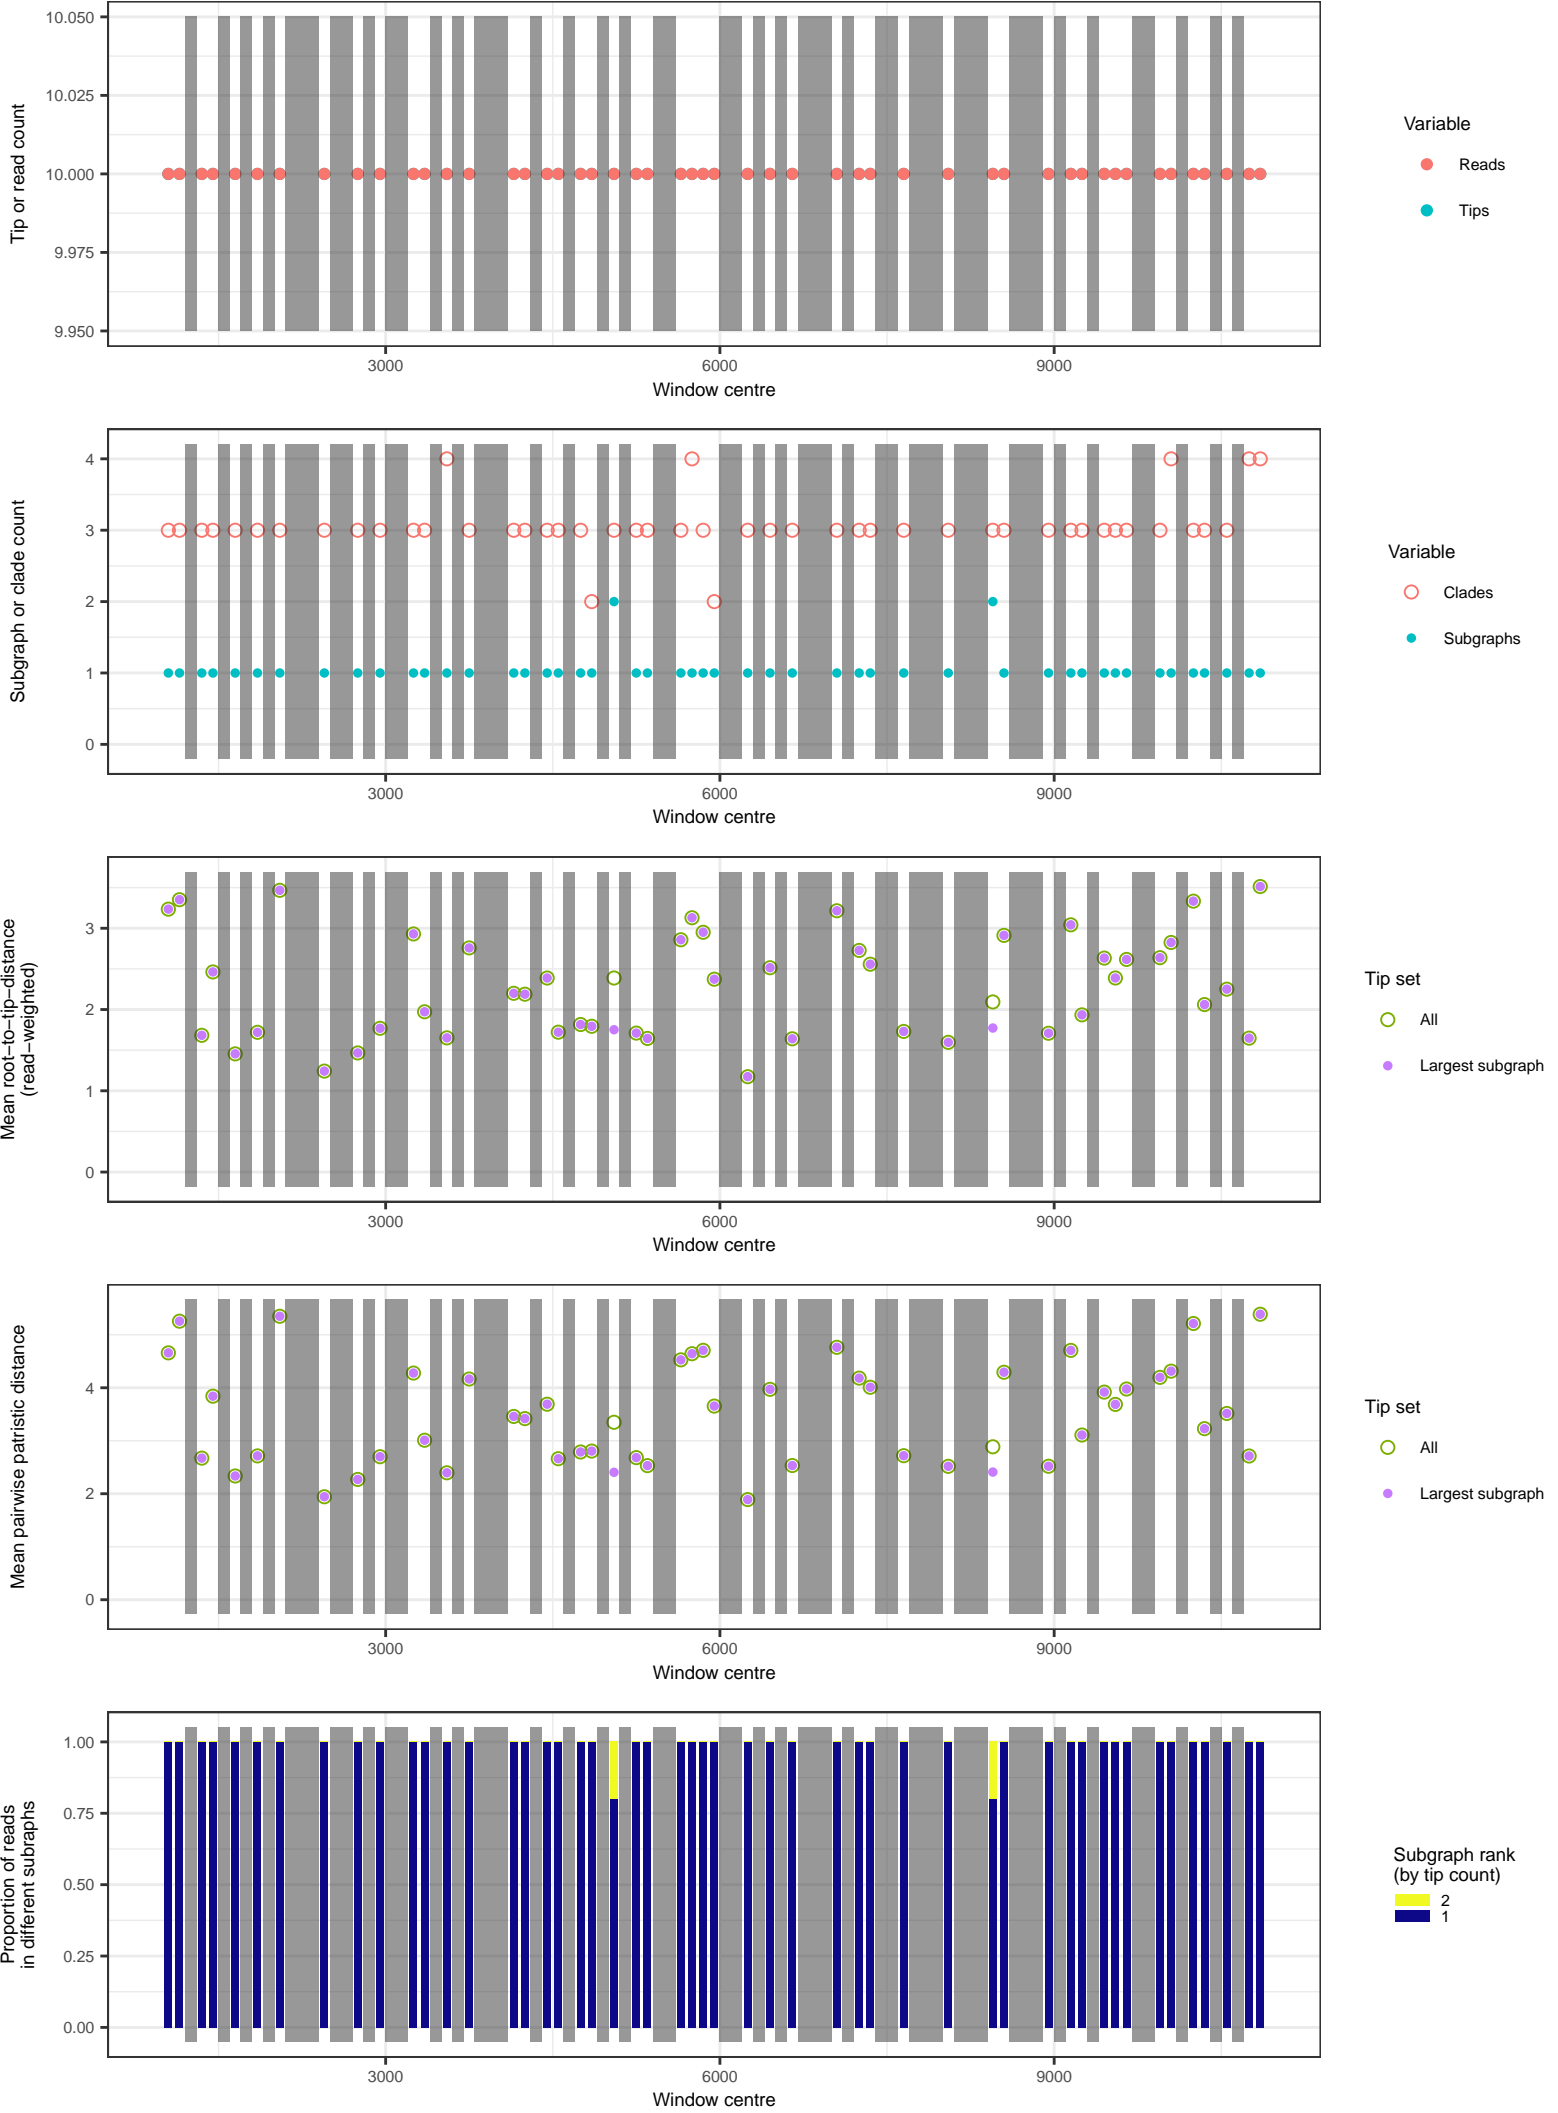 10.050
10.025
10.000
9.975
9.950
Tip or read count
3000
6000
9000
Window centre
Variable
Reads
Tips
4
3
2
1
0
Subgraph or clade count
3000
6000
9000
Window centre
Variable
Clades
Subgraphs
3
2
1
0
Mean root−to−tip−distance
(read−weighted)
3000
6000
9000
Window centre
Tip set
All
Largest subgraph
4
2
0
Mean pairwise patristic distance
3000
6000
9000
Window centre
Tip set
All
Largest subgraph
1.00
0.75
0.50
0.25
0.00
Proportion of reads
in different subraphs
3000
6000
9000
Window centre
Subgraph rank
(by tip count)
2
1